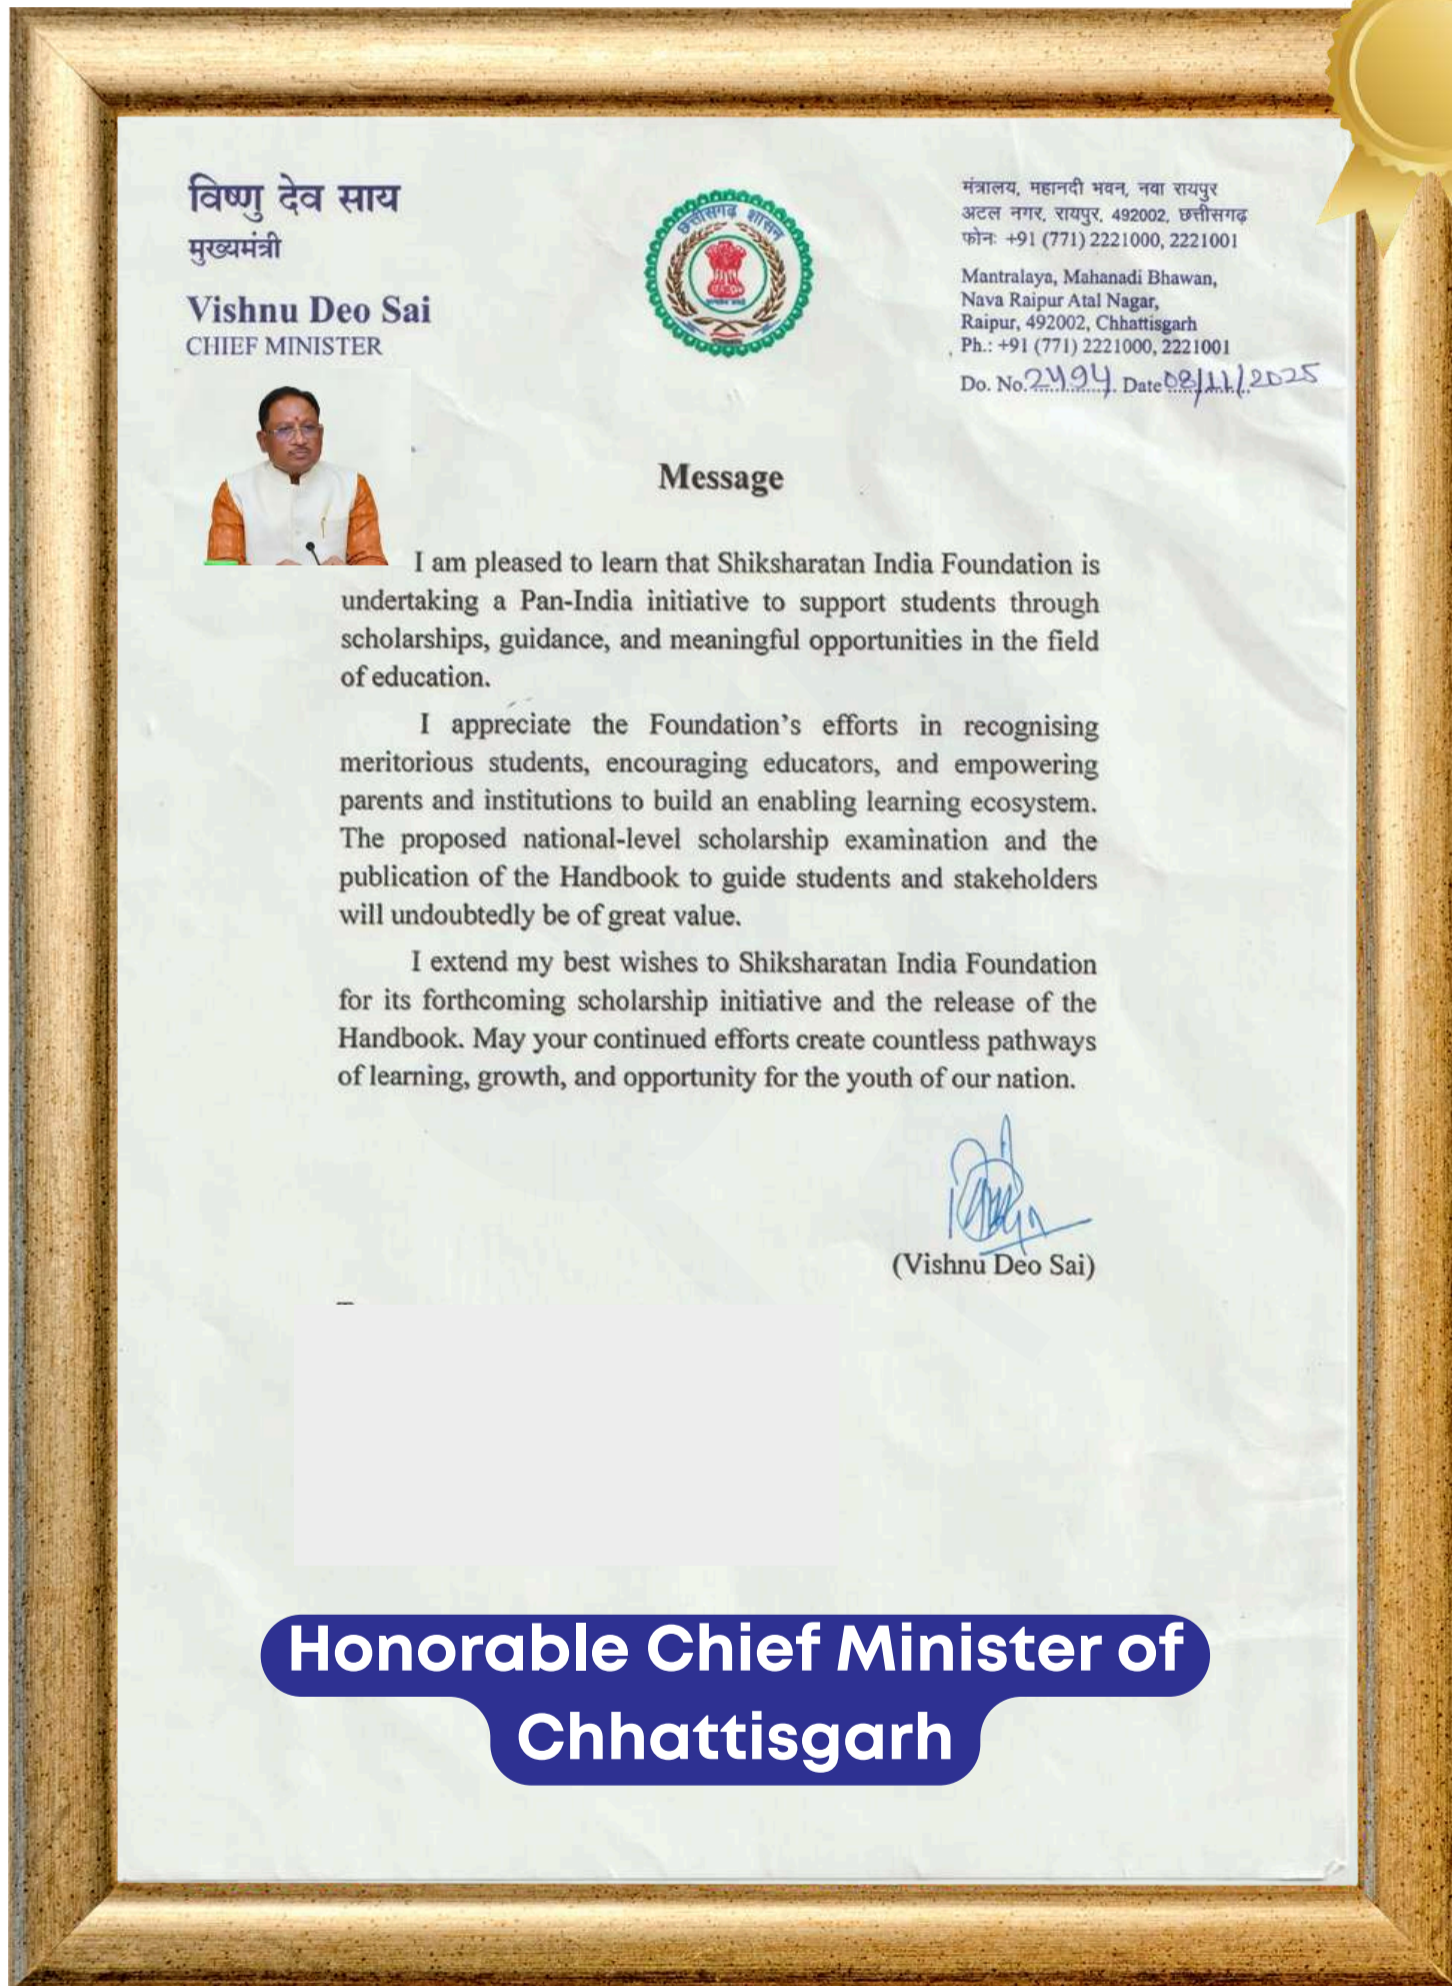 विष्णु देव साय
मुख्यमंत्री
Vishnu Deo Sai
CHIEF MINISTER
छत्तीसगढ़ शासन
मंत्रालय, महानदी भवन, नवा रायपुर
अटल नगर, रायपुर, 492002, छत्तीसगढ़
फोनः +91 (771) 2221000, 2221001
Mantralaya, Mahanadi Bhawan,
Nava Raipur Atal Nagar,
Raipur, 492002, Chhattisgarh
Ph.: +91 (771) 2221000, 2221001
Do. No. 2494 Date 08/11/2025
Message
I am pleased to learn that Shiksharatan India Foundation is
undertaking a Pan-India initiative to support students through
scholarships, guidance, and meaningful opportunities in the field
of education.
I appreciate the Foundation’s efforts in recognising
meritorious students, encouraging educators, and empowering
parents and institutions to build an enabling learning ecosystem.
The proposed national-level scholarship examination and the
publication of the Handbook to guide students and stakeholders
will undoubtedly be of great value.
I extend my best wishes to Shiksharatan India Foundation
for its forthcoming scholarship initiative and the release of the
Handbook. May your continued efforts create countless pathways
of learning, growth, and opportunity for the youth of our nation.
(Vishnu Deo Sai)
Honorable Chief Minister of
Chhattisgarh